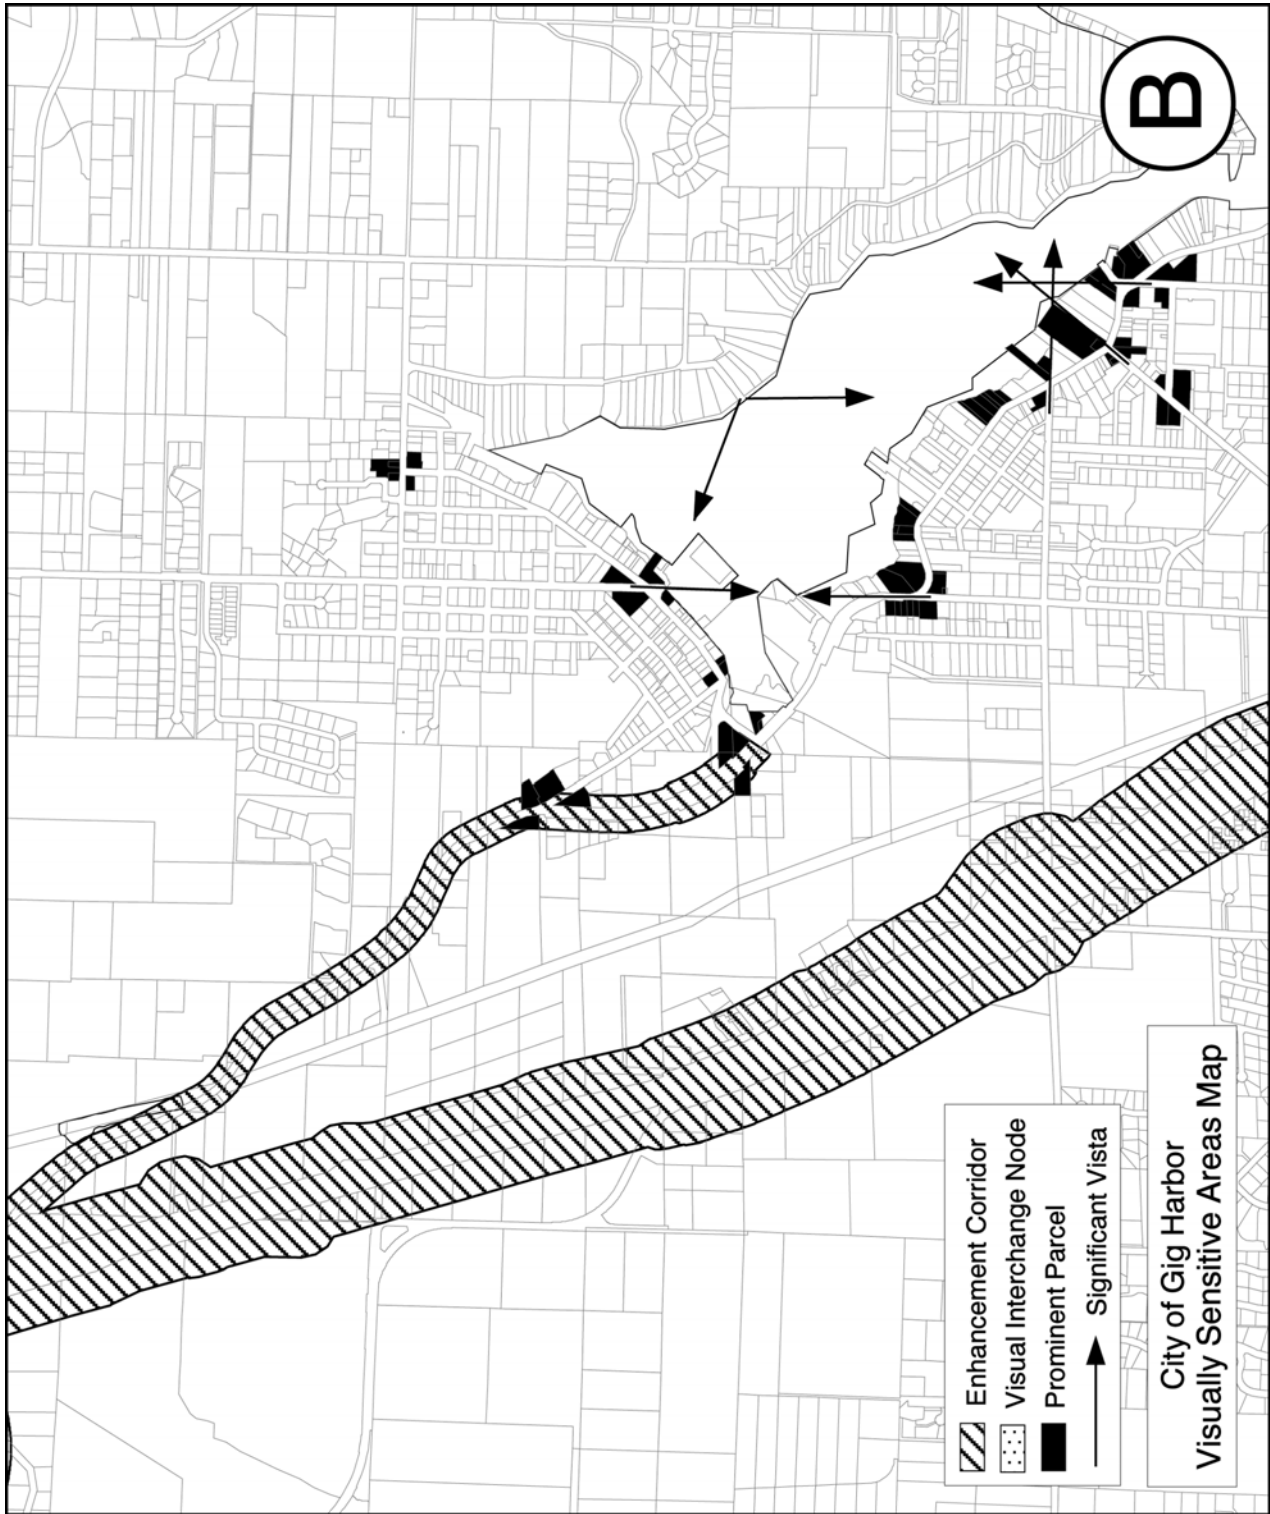 B
Enhancement Corridor
Visual Interchange Node
Prominent Parcel
Significant Vista
City of Gig Harbor
Visually Sensitive Areas Map